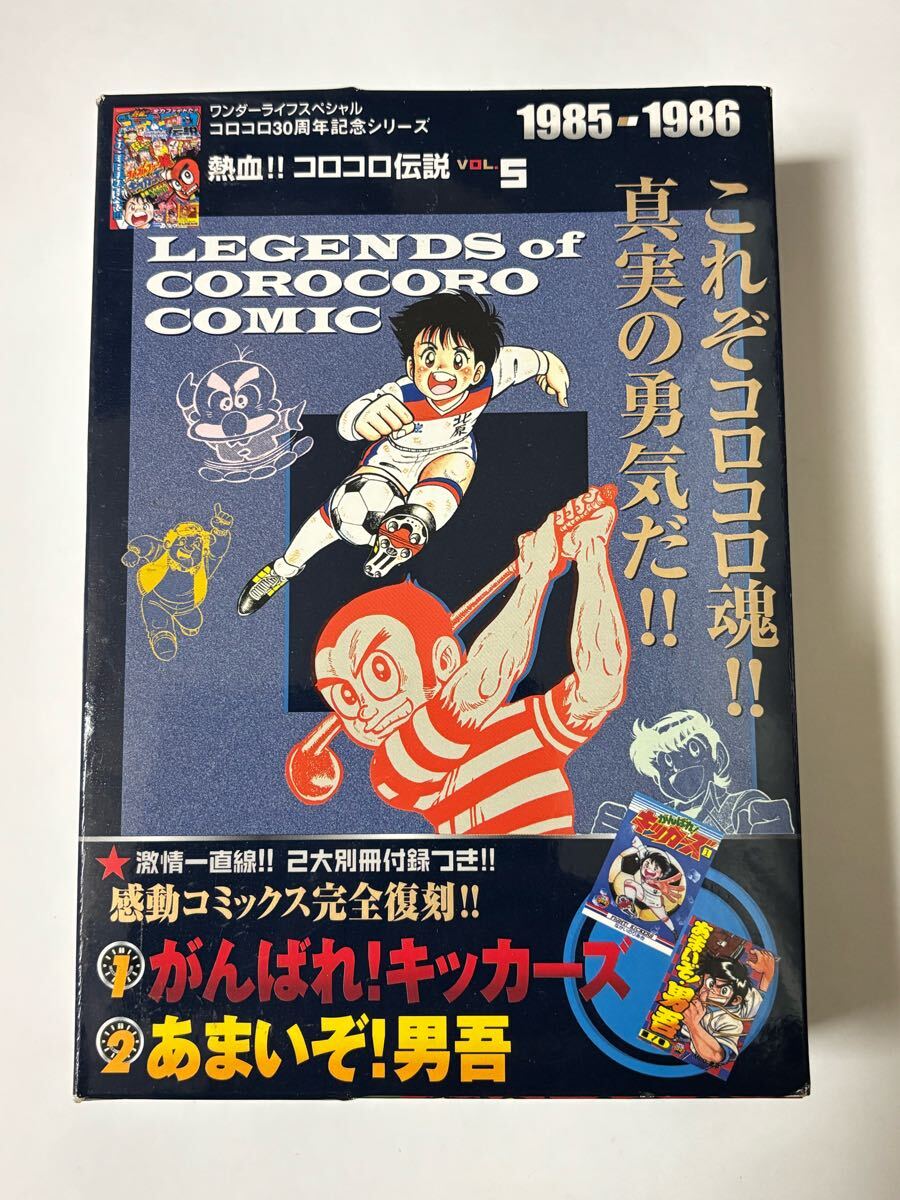 ワンダーライフスペシャル
コロコロ30周年記念シリーズ
1985-1986
熱血!! コロコロ伝説 VOL.5
これぞコロコロ魂!!
真実の勇気だ!!
LEGENDS of
COROCORO
COMIC
北原
★激情一直線!! 2大別冊付録つき!!
感動コミックス完全復刻!!
1 がんばれ!キッカーズ
2 あまいぞ!男吾
がんばれ!
キッカーズ 1
あまいぞ!
男吾